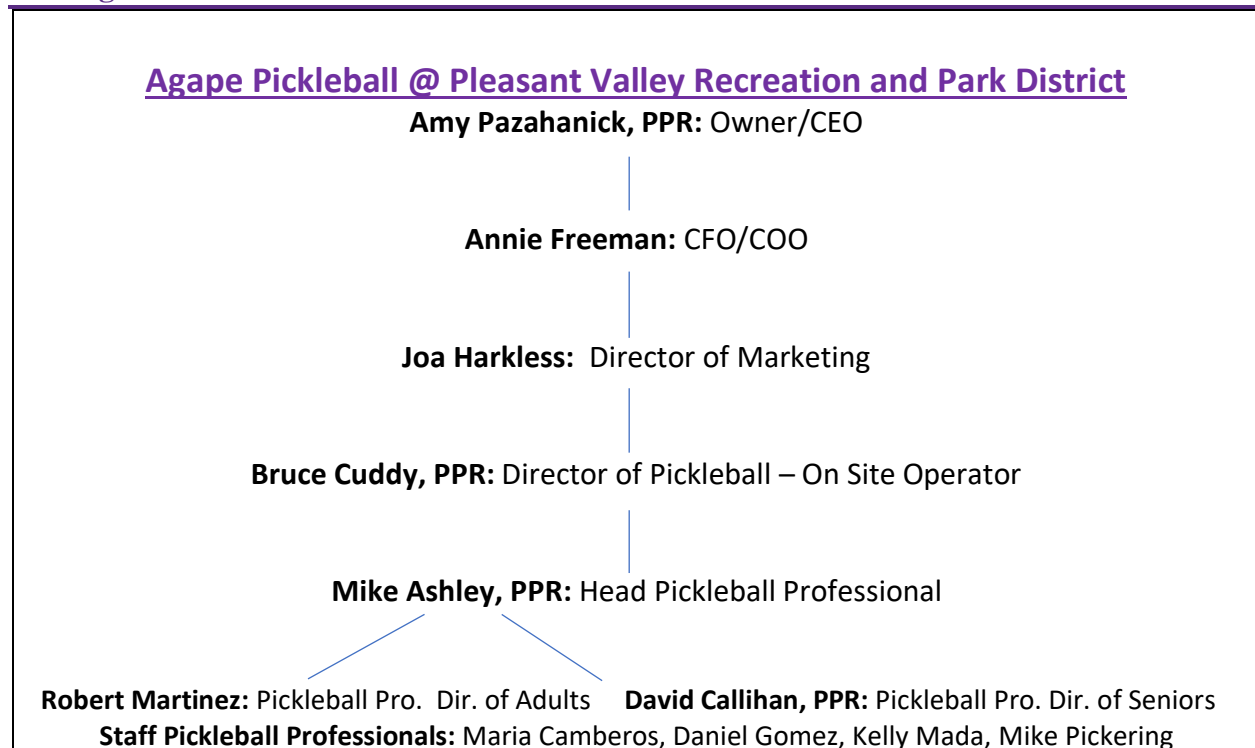 Agape Pickleball @ Pleasant Valley Recreation and Park District
Amy Pazahanick, PPR: Owner/CEO
Annie Freeman: CFO/COO
Joa Harkless:  Director of Marketing
Bruce Cuddy, PPR: Director of Pickleball – On Site Operator
Mike Ashley, PPR: Head Pickleball Professional
Robert Martinez: Pickleball Pro.  Dir. of Adults    David Callihan, PPR: Pickleball Pro. Dir. of Seniors
Staff Pickleball Professionals: Maria Camberos, Daniel Gomez, Kelly Mada, Mike Pickering